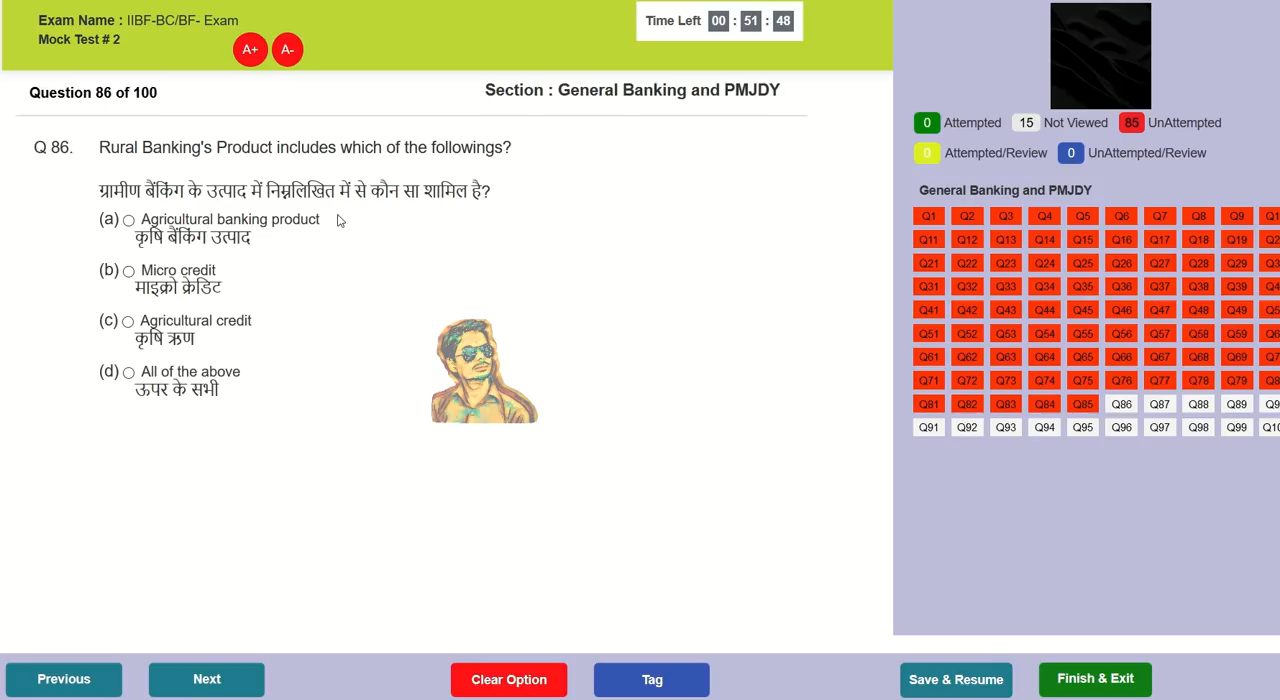 Exam Name : IIBF-BC/BF- Exam
Mock Test # 2
A+ A-
Time Left 00 : 51 : 48
Question 86 of 100
Section : General Banking and PMJDY
Q 86. Rural Banking's Product includes which of the followings?
ग्रामीण बैंकिंग के उत्पाद में निम्नलिखित में से कौन सा शामिल है?
(a) Agricultural banking product
कृषि बैंकिंग उत्पाद
(b) Micro credit
माइक्रो क्रेडिट
(c) Agricultural credit
कृषि ऋण
(d) All of the above
ऊपर के सभी
0 Attempted 15 Not Viewed 85 UnAttempted
0 Attempted/Review 0 UnAttempted/Review
General Banking and PMJDY
Q1 Q2 Q3 Q4 Q5 Q6 Q7 Q8 Q9
Q11 Q12 Q13 Q14 Q15 Q16 Q17 Q18 Q19
Q21 Q22 Q23 Q24 Q25 Q26 Q27 Q28 Q29
Q31 Q32 Q33 Q34 Q35 Q36 Q37 Q38 Q39
Q41 Q42 Q43 Q44 Q45 Q46 Q47 Q48 Q49
Q51 Q52 Q53 Q54 Q55 Q56 Q57 Q58 Q59
Q61 Q62 Q63 Q64 Q65 Q66 Q67 Q68 Q69
Q71 Q72 Q73 Q74 Q75 Q76 Q77 Q78 Q79
Q81 Q82 Q83 Q84 Q85 Q86 Q87 Q88 Q89
Q91 Q92 Q93 Q94 Q95 Q96 Q97 Q98 Q99
Previous Next Clear Option Tag Save & Resume Finish & Exit